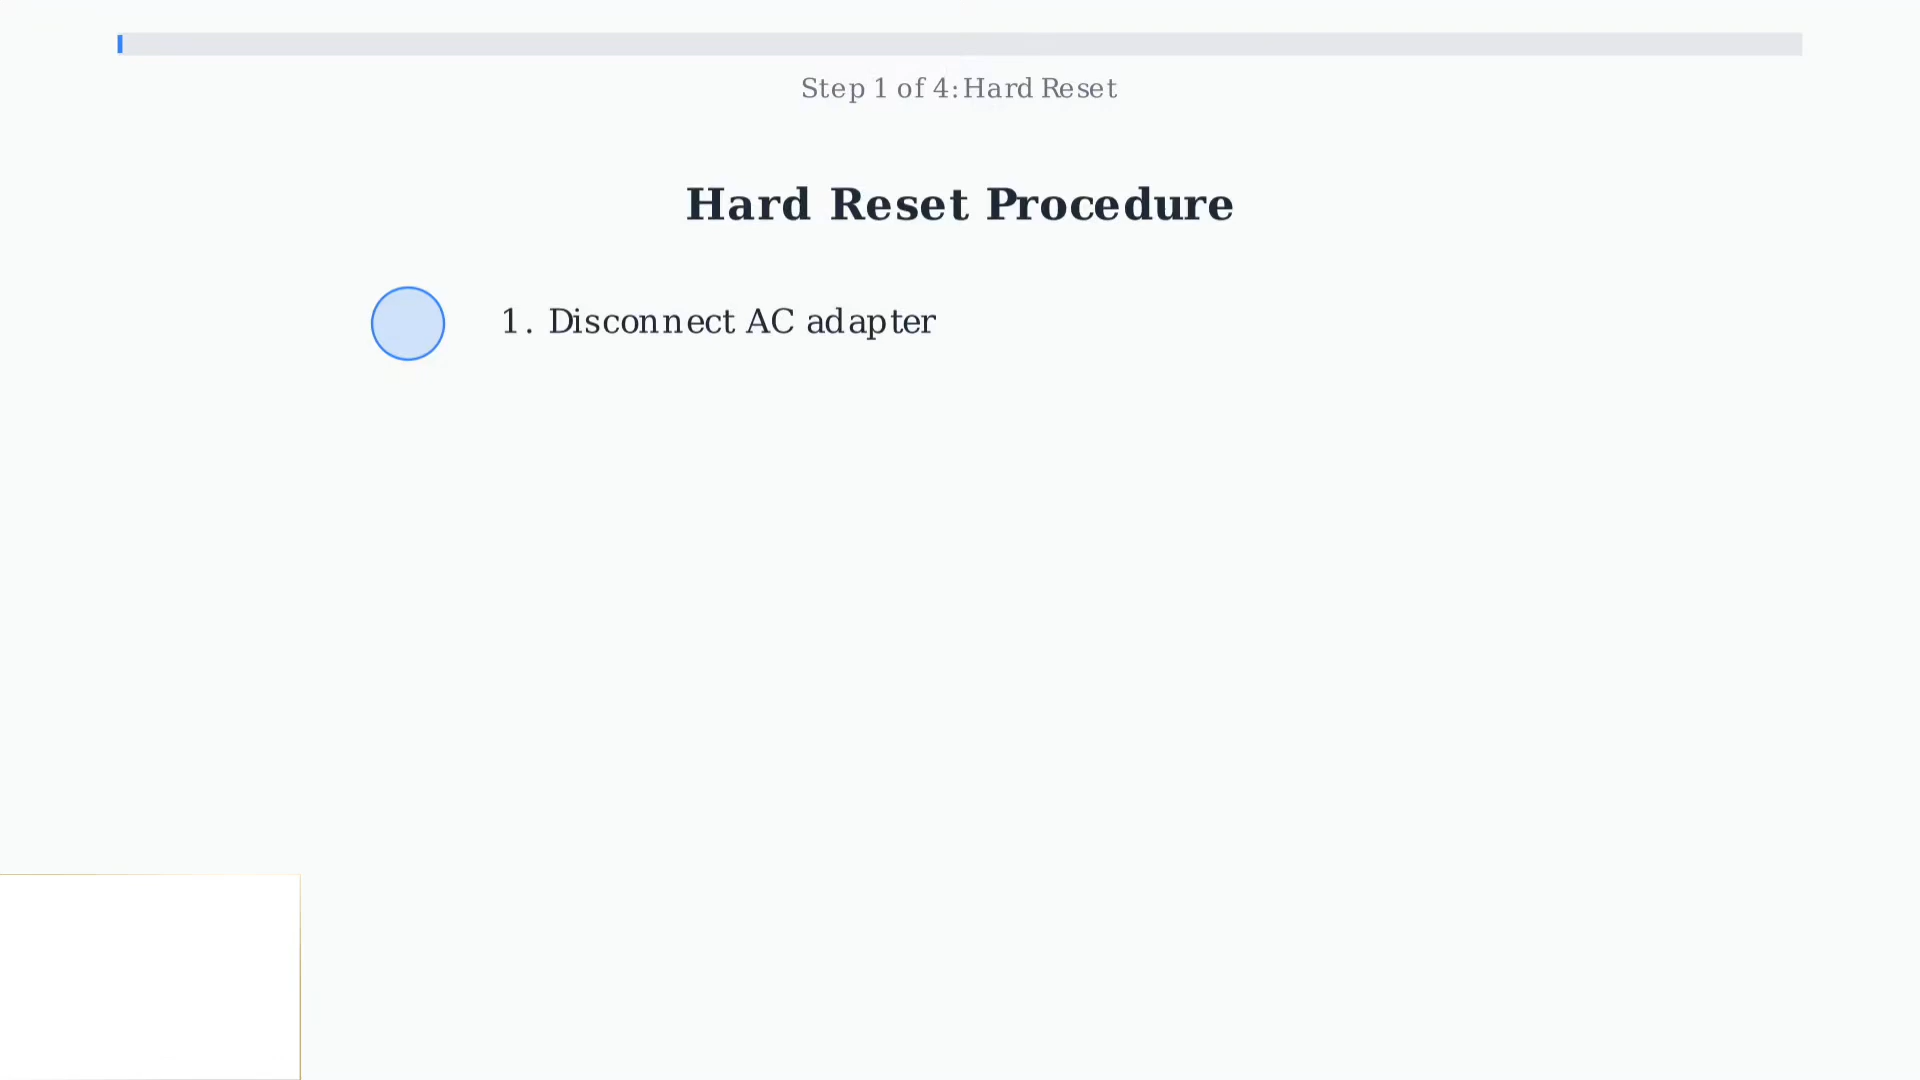 Step 1 of 4: Hard Reset
Hard Reset Procedure
1. Disconnect AC adapter